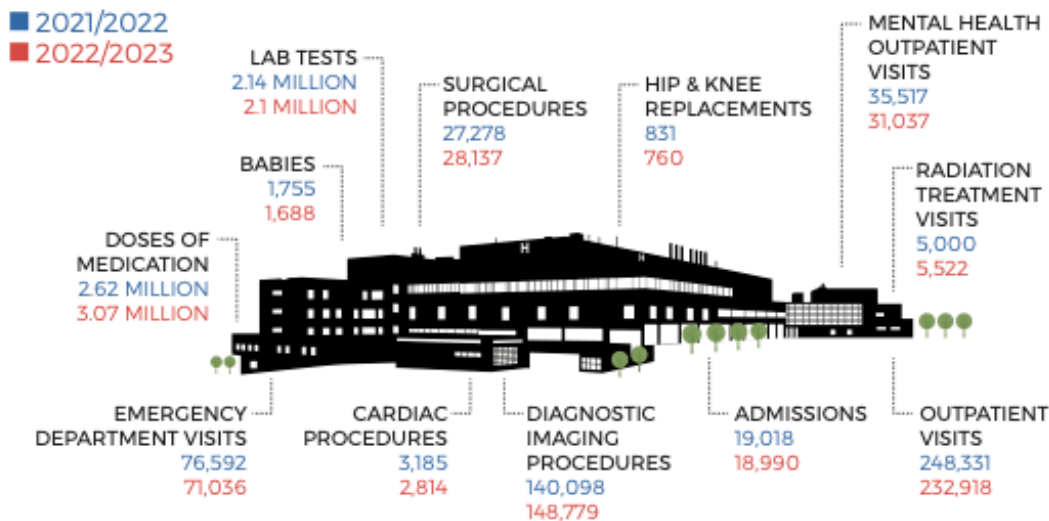 2021/2022
2022/2023
LAB TESTS
2.14 MILLION
2.1 MILLION
SURGICAL
PROCEDURES
27,278
28,137
HIP & KNEE
REPLACEMENTS
831
760
MENTAL HEALTH
OUTPATIENT
VISITS
35,517
31,037
BABIES
1,755
1,688
RADIATION
TREATMENT
VISITS
5,000
5,522
DOSES OF
MEDICATION
2.62 MILLION
3.07 MILLION
H
H
EMERGENCY
DEPARTMENT VISITS
76,592
71,036
CARDIAC
PROCEDURES
3,185
2,814
DIAGNOSTIC
IMAGING
PROCEDURES
140,098
148,779
ADMISSIONS
19,018
18,990
OUTPATIENT
VISITS
248,331
232,918